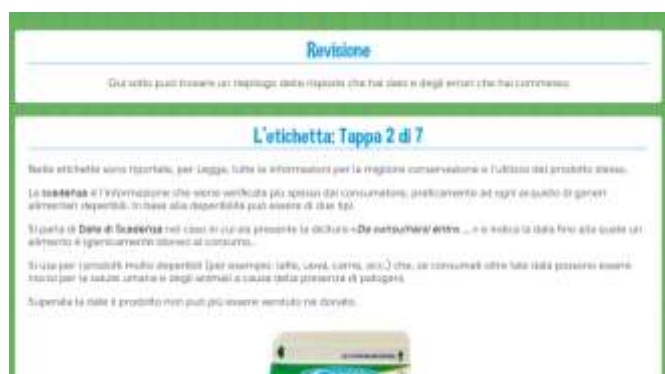 Revisione
Qui sotto puoi trovare un riepilogo delle risposte che hai dato e degli errori che hai commesso.
L'etichetta: Tappa 2 di 7
Nelle etichette sono riportate, per Legge, tutte le informazioni per la migliore conservazione e l'utilizzo del prodotto stesso.
La scadenza è l'informazione che viene verificata più spesso dal consumatore, praticamente ad ogni acquisto di generi
alimentari deperibili. In base alla deperibilità può essere di due tipi.
Si parla di Data di Scadenza nel caso in cui sia presente la dicitura «Da consumarsi entro ...» e indica la data fino alla quale un
alimento è igienicamente idoneo al consumo.
Si usa per i prodotti molto deperibili (per esempio: latte, uova, carne, ecc.) che, se consumati oltre tale data possono essere
nocivi per la salute umana e degli animali a causa della presenza di patogeni.
Superata la data il prodotto non può più essere venduto né donato.